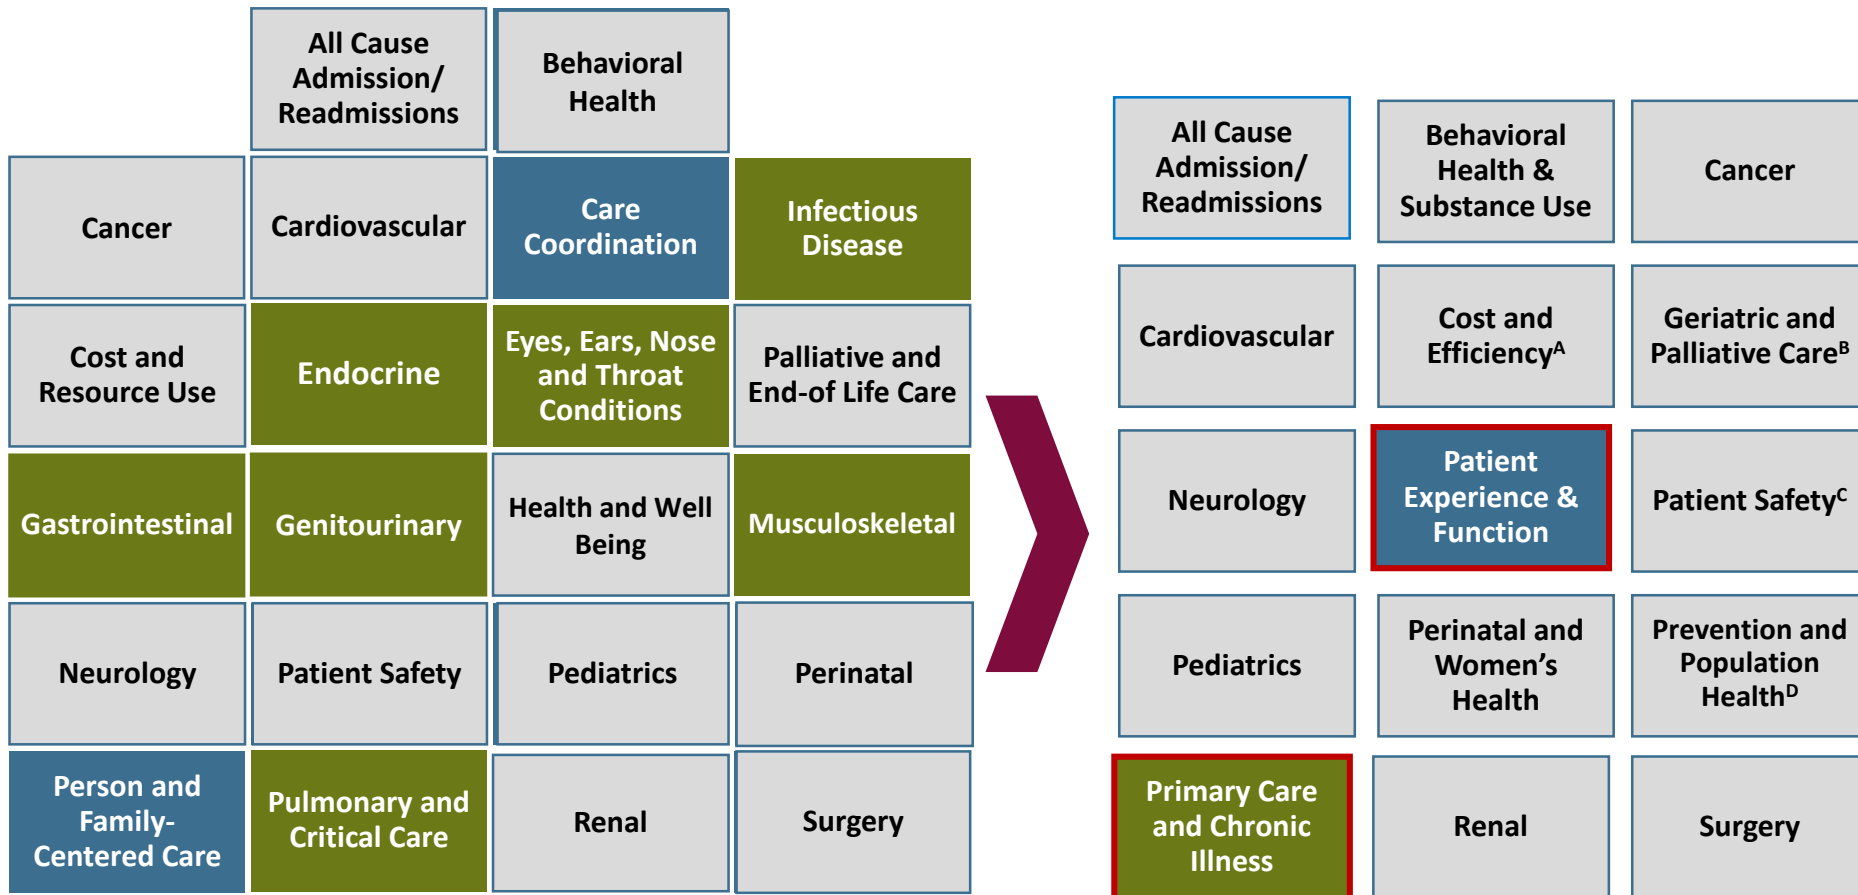 All Cause
Admission/
Readmissions
Behavioral
Health
Cancer
Cardiovascular
Care
Coordination
Infectious
Disease
Cost and
Resource Use
Endocrine
Eyes, Ears, Nose
and Throat
Conditions
Palliative and
End-of Life Care
Gastrointestinal
Genitourinary
Health and Well
Being
Musculoskeletal
Neurology
Patient Safety
Pediatrics
Perinatal
Person and
Family-
Centered Care
Pulmonary and
Critical Care
Renal
Surgery
All Cause
Admission/
Readmissions
Behavioral
Health &
Substance Use
Cancer
Cardiovascular
Cost and
Efficiencyᴬ
Geriatric and
Palliative Careᴮ
Neurology
Patient
Experience &
Function
Patient Safetyᶜ
Pediatrics
Perinatal and
Women’s
Health
Prevention and
Population
Healthᴰ
Primary Care
and Chronic
Illness
Renal
Surgery